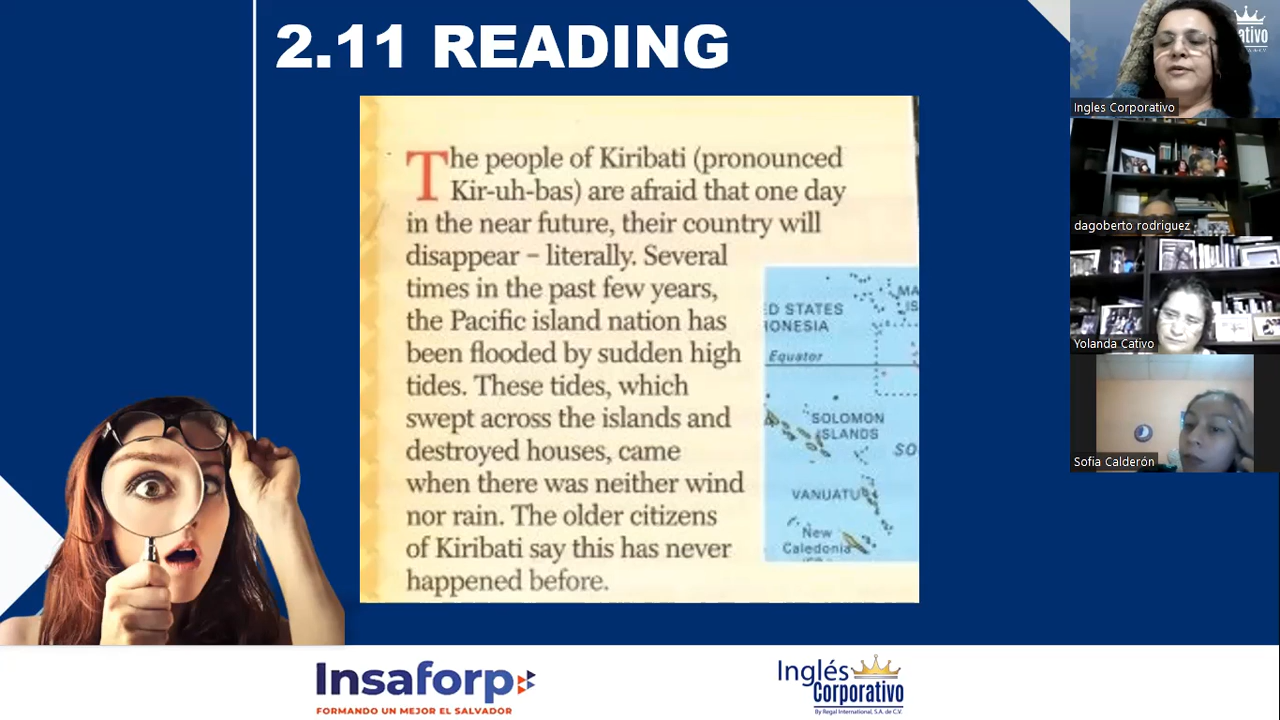 2.11 READING
The people of Kiribati (pronounced
Kir-uh-bas) are afraid that one day
in the near future, their country will
disappear – literally. Several
times in the past few years,
the Pacific island nation has
been flooded by sudden high
tides. These tides, which
swept across the islands and
destroyed houses, came
when there was neither wind
nor rain. The older citizens
of Kiribati say this has never
happened before.
D STATES
Equator
SOLOMON
ISLANDS
SO
VANUATU
New
Caledonia
Ingles Corporativo
dagoberto rodriguez
Yolanda Cativo
Sofia Calderón
Insaforp
FORMANDO UN MEJOR EL SALVADOR
Inglés
Corporativo
By Regal International, S.A. de C.V.